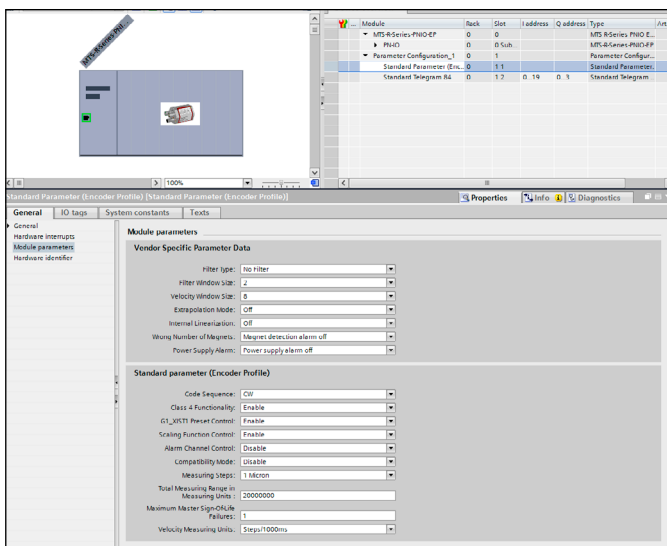 MTS-R-Series PNI...
Module Rack Slot I address Q address Type Art
MTS-R-Series-PNIO-EP 0 0 MTS R-Series PNIO E...
PN-IO 0 0 Sub... MTS R-Series-PNIO-EP
Parameter Configuration_1 0 1 Parameter Configur...
Standard Parameter (Enc... 0 1 1 Standard Parameter...
Standard Telegram 84 0 1 2 0...19 0...3 Standard Telegram
100%
Standard Parameter (Encoder Profile) [Standard Parameter (Encoder Profile)]
Properties Info Diagnostics
General IO tags System constants Texts
General
Hardware interrupts
Module parameters
Hardware identifier
Module parameters
Vendor Specific Parameter Data
Filter Type: No Filter
Filter Window Size: 2
Velocity Window Size: 8
Extrapolation Mode: Off
Internal Linearization: Off
Wrong Number of Magnets: Magnet detection alarm off
Power Supply Alarm: Power supply alarm off
Standard parameter (Encoder Profile)
Code Sequence: CW
Class 4 Functionality: Enable
G1_XIST1 Preset Control: Enable
Scaling Function Control: Enable
Alarm Channel Control: Disable
Compatibility Mode: Disable
Measuring Steps: 1 Micron
Total Measuring Range in
Measuring Units : 20000000
Maximum Master Sign-Of-Life
Failures: 1
Velocity Measuring Units: Steps/1000ms